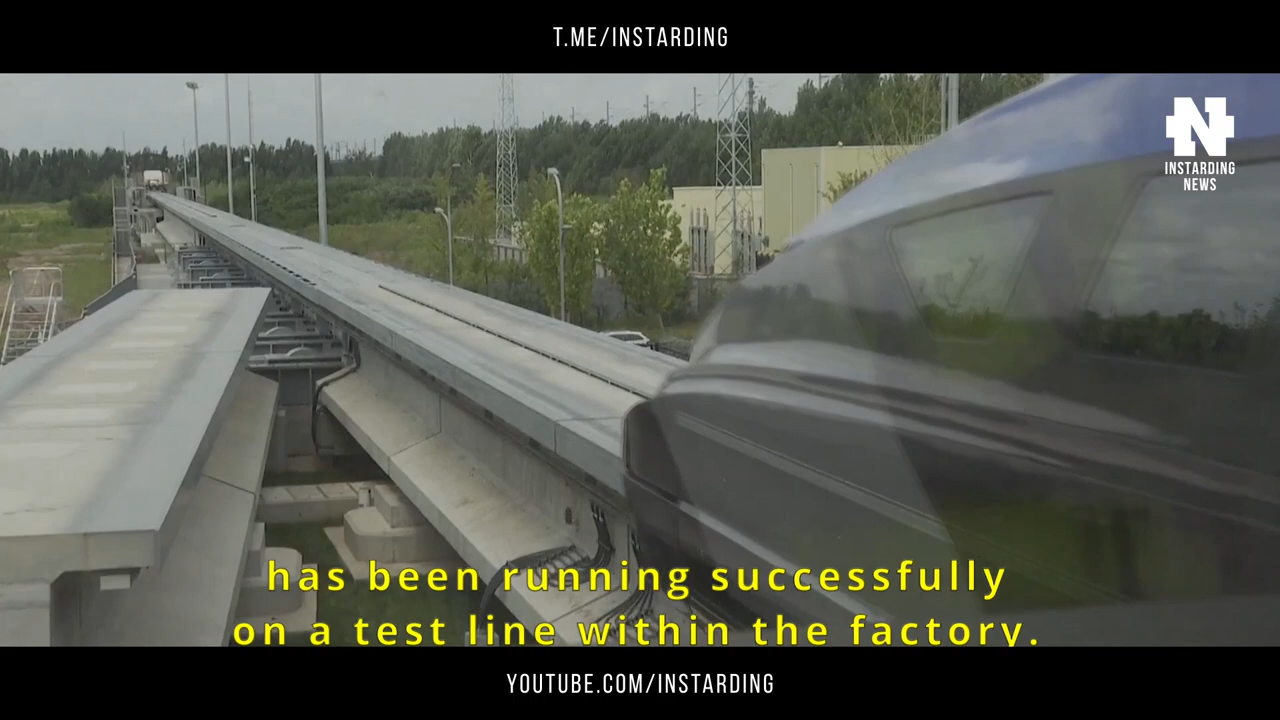 T.ME/INSTARDING
N
INSTARDING
NEWS
has been running successfully
on a test line within the factory.
YOUTUBE.COM/INSTARDING